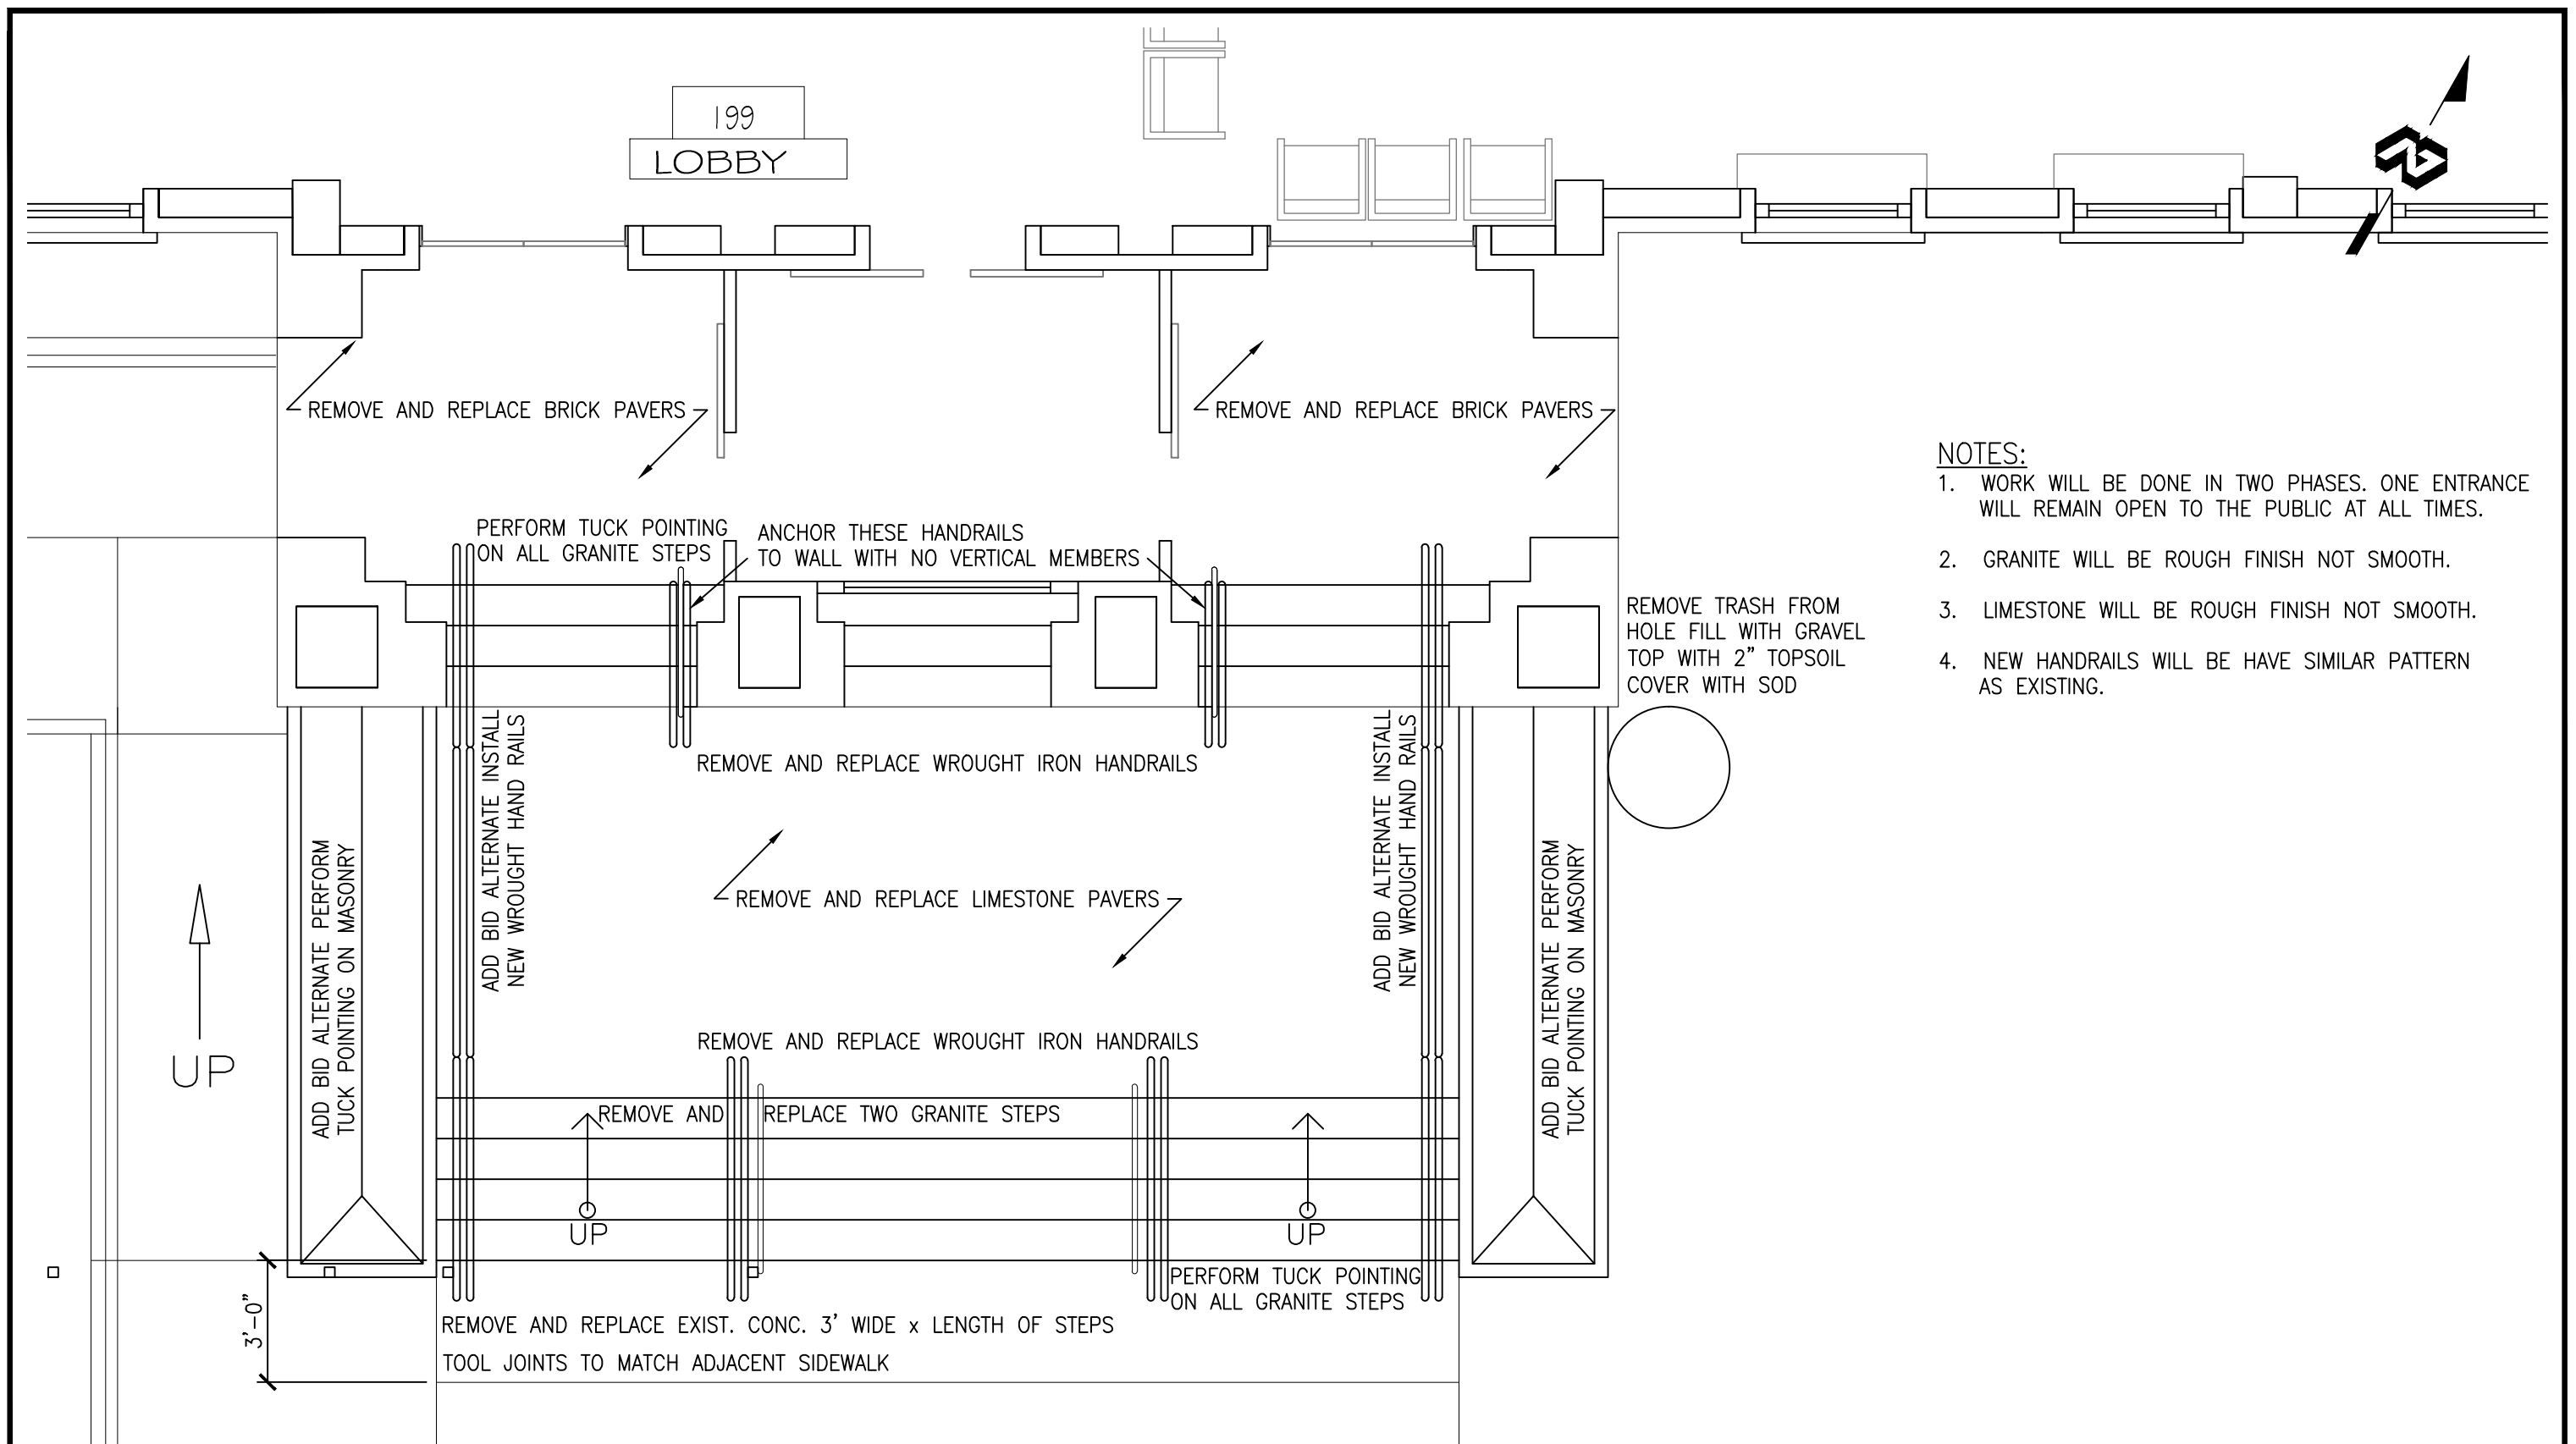 199
LOBBY
REMOVE AND REPLACE BRICK PAVERS
REMOVE AND REPLACE BRICK PAVERS
NOTES:
1. WORK WILL BE DONE IN TWO PHASES. ONE ENTRANCE
WILL REMAIN OPEN TO THE PUBLIC AT ALL TIMES.
2. GRANITE WILL BE ROUGH FINISH NOT SMOOTH.
3. LIMESTONE WILL BE ROUGH FINISH NOT SMOOTH.
4. NEW HANDRAILS WILL BE HAVE SIMILAR PATTERN
AS EXISTING.
PERFORM TUCK POINTING
ON ALL GRANITE STEPS
ANCHOR THESE HANDRAILS
TO WALL WITH NO VERTICAL MEMBERS
REMOVE TRASH FROM
HOLE FILL WITH GRAVEL
TOP WITH 2" TOPSOIL
COVER WITH SOD
ADD BID ALTERNATE INSTALL
NEW WROUGHT HAND RAILS
REMOVE AND REPLACE WROUGHT IRON HANDRAILS
ADD BID ALTERNATE INSTALL
NEW WROUGHT HAND RAILS
ADD BID ALTERNATE PERFORM
TUCK POINTING ON MASONRY
REMOVE AND REPLACE LIMESTONE PAVERS
ADD BID ALTERNATE PERFORM
TUCK POINTING ON MASONRY
UP
REMOVE AND REPLACE WROUGHT IRON HANDRAILS
REMOVE AND REPLACE TWO GRANITE STEPS
UP
UP
PERFORM TUCK POINTING
ON ALL GRANITE STEPS
3'-0"
REMOVE AND REPLACE EXIST. CONC. 3' WIDE x LENGTH OF STEPS
TOOL JOINTS TO MATCH ADJACENT SIDEWALK